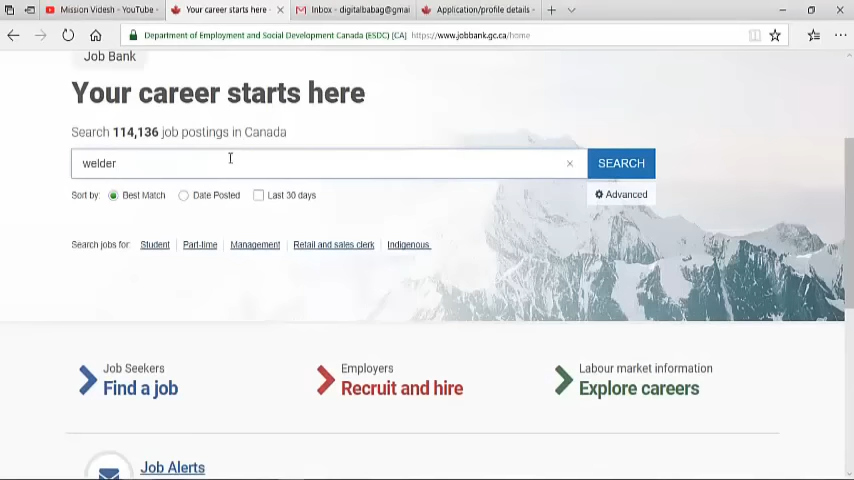 Mission Videsh - YouTube
Your career starts here
Inbox - digitalbabag@gmai
Application/profile details -
Department of Employment and Social Development Canada (ESDC) [CA] https://www.jobbank.gc.ca/home
Job Bank
Your career starts here
Search 114,136 job postings in Canada
welder
SEARCH
Sort by: Best Match Date Posted Last 30 days
Advanced
Search jobs for: Student Part-time Management Retail and sales clerk Indigenous
Job Seekers
Find a job
Employers
Recruit and hire
Labour market information
Explore careers
Job Alerts